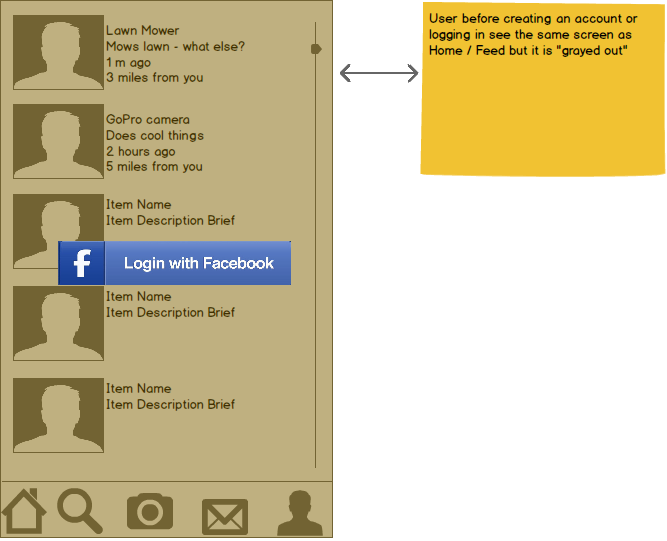 Lawn Mower
Mows lawn - what else?
1 m ago
3 miles from you
GoPro camera
Does cool things
2 hours ago
5 miles from you
Item Name
Item Description Brief
f Login with Facebook
Item Name
Item Description Brief
Item Name
Item Description Brief
User before creating an account or
logging in see the same screen as
Home / Feed but it is "grayed out"